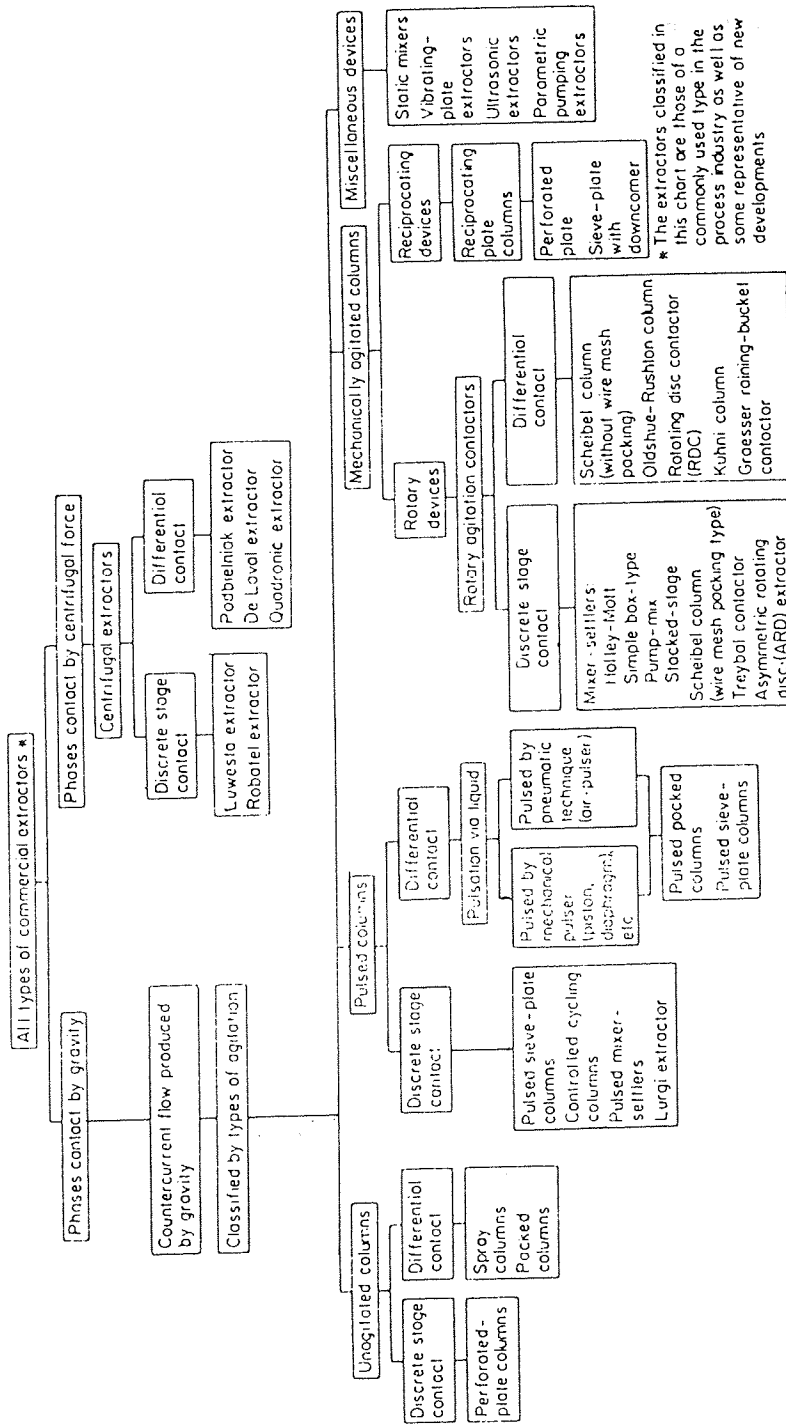 All types of commercial extractors *
Phases contact by gravity
Countercurrent flow produced
by gravity
Classified by types of agitation
Phases contact by centrifugal force
Centrifugal extractors
Discrete stage
contact
Luwesta extractor
Robatel extractor
Differential
contact
Podbielniak extractor
De Laval extractor
Quadronic extractor
Unagitated columns
Discrete stage
contact
Perforated-
plate columns
Differential
contact
Spray
columns
Packed
columns
Pulsed columns
Discrete stage
contact
Pulsed sieve-plate
columns
Controlled cycling
columns
Pulsed mixer-
settlers
Lurgi extractor
Differential
contact
Pulsation via liquid
Pulsed by
mechanical
pulser
(piston,
diaphragm),
etc
Pulsed by
pneumatic
technique
(air-pulser)
Pulsed packed
columns
Pulsed sieve-
plate columns
Mechanically agitated columns
Rotary
devices
Rotary agitation contactors
Discrete stage
contact
Mixer-settlers:
Holley-Mott
Simple box-type
Pump-mix
Stacked-stage
Scheibel column
(wire mesh packing type)
Treybal contactor
Asymmetric rotating
disc-(ARD) extractor
Differential
contact
Scheibel column
(without wire mesh
packing)
Oldshue-Rushton column
Rotating disc contactor
(RDC)
Kuhni column
Graesser raining-bucket
contactor
Reciprocating
devices
Reciprocating
plate
columns
Perforated
plate
Sieve-plate
with
downcomer
Miscellaneous devices
Static mixers
Vibrating-
plate
extractors
Ultrasonic
extractors
Parametric
pumping
extractors
* The extractors classified in
this chart are those of a
commonly used type in the
process industry as well as
some representative of new
developments